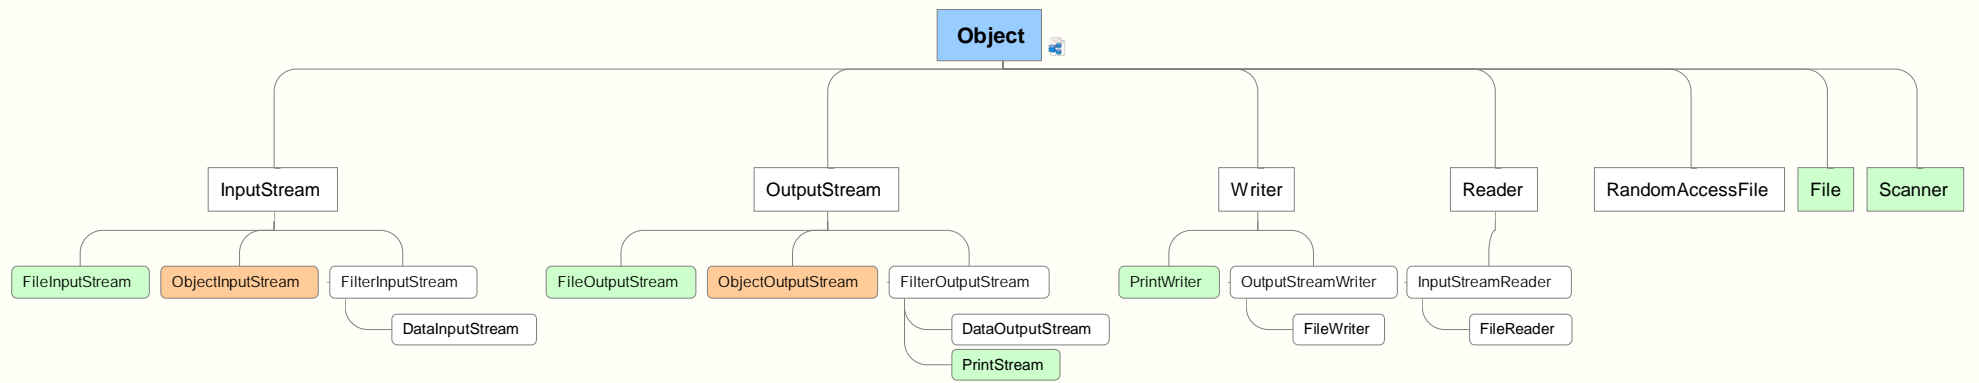 Object
InputStream
OutputStream
Writer
Reader
RandomAccessFile
File
Scanner
FileInputStream
ObjectInputStream
FilterInputStream
FileOutputStream
ObjectOutputStream
FilterOutputStream
PrintWriter
OutputStreamWriter
InputStreamReader
DataInputStream
DataOutputStream
FileWriter
FileReader
PrintStream